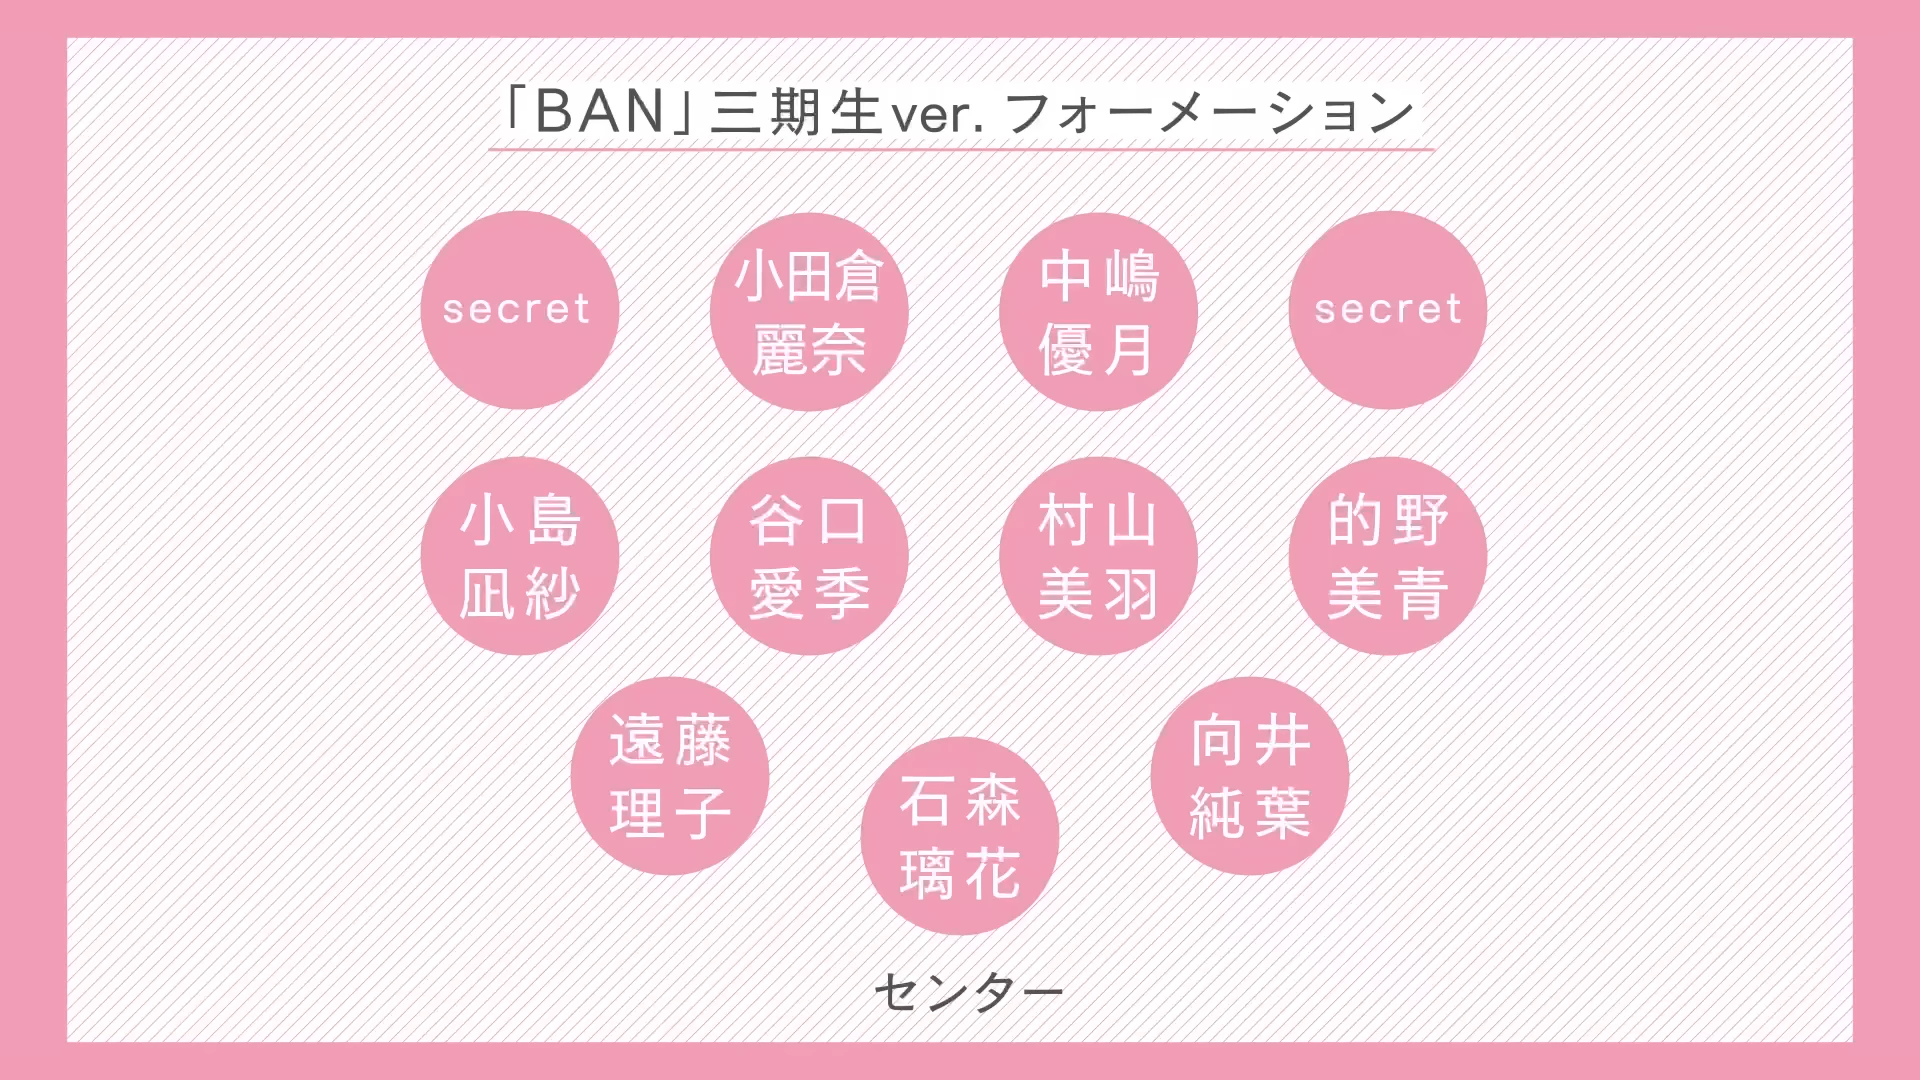 「BAN」三期生ver. フォーメーション
secret
小田倉
麗奈
中嶋
優月
secret
小島
凪紗
谷口
愛季
村山
美羽
的野
美青
遠藤
理子
石森
璃花
向井
純葉
センター